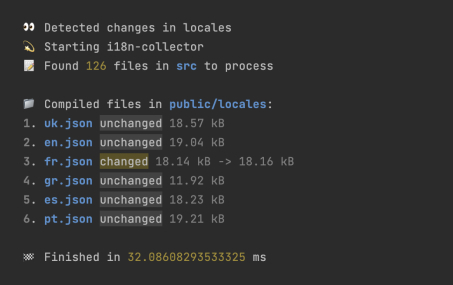 👀 Detected changes in locales
💫 Starting i18n-collector
📝 Found 126 files in src to process
📁 Compiled files in public/locales:
1. uk.json unchanged 18.57 kB
2. en.json unchanged 19.04 kB
3. fr.json changed 18.14 kB -> 18.16 kB
4. gr.json unchanged 11.92 kB
5. es.json unchanged 18.23 kB
6. pt.json unchanged 19.21 kB
🏁 Finished in 32.08608293533325 ms